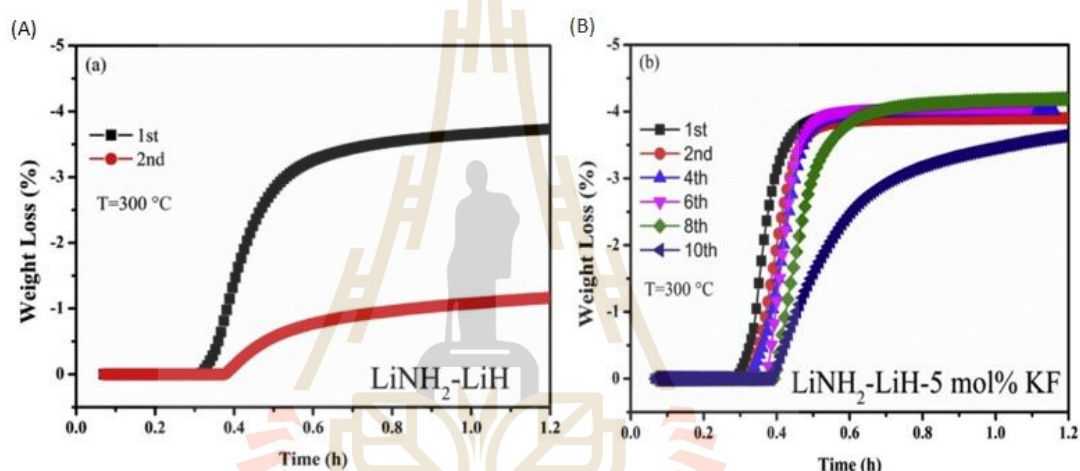 (A)
(a)
-5
-4
-3
-2
-1
0
Weight Loss (%)
1st
2nd
T=300 °C
LiNH2-LiH
0.0 0.2 0.4 0.6 0.8 1.0 1.2
Time (h)
(B)
(b)
-5
-4
-3
-2
-1
0
Weight Loss (%)
1st
2nd
4th
6th
8th
10th
T=300 °C
LiNH2-LiH-5 mol% KF
0.0 0.2 0.4 0.6 0.8 1.0 1.2
Time (h)